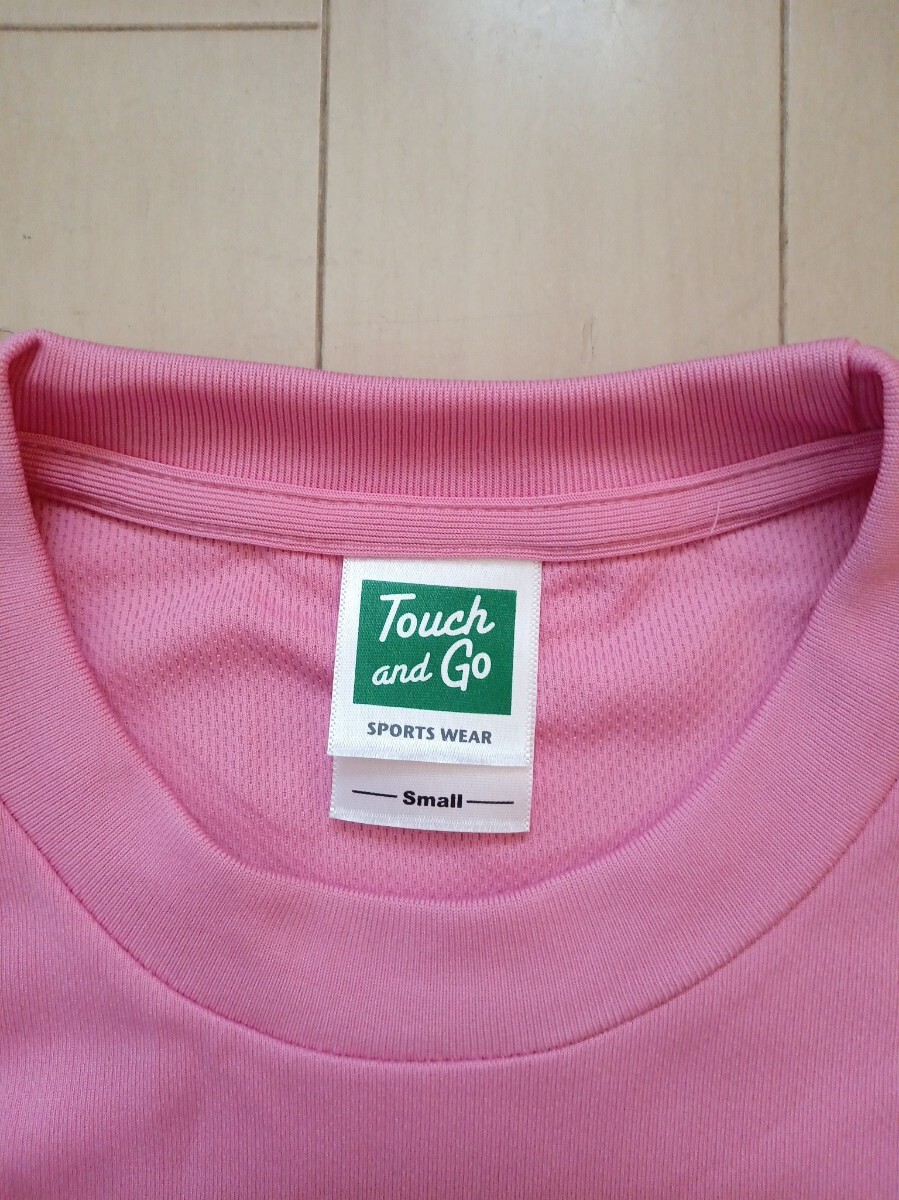 Touch
and Go
SPORTS WEAR
Small